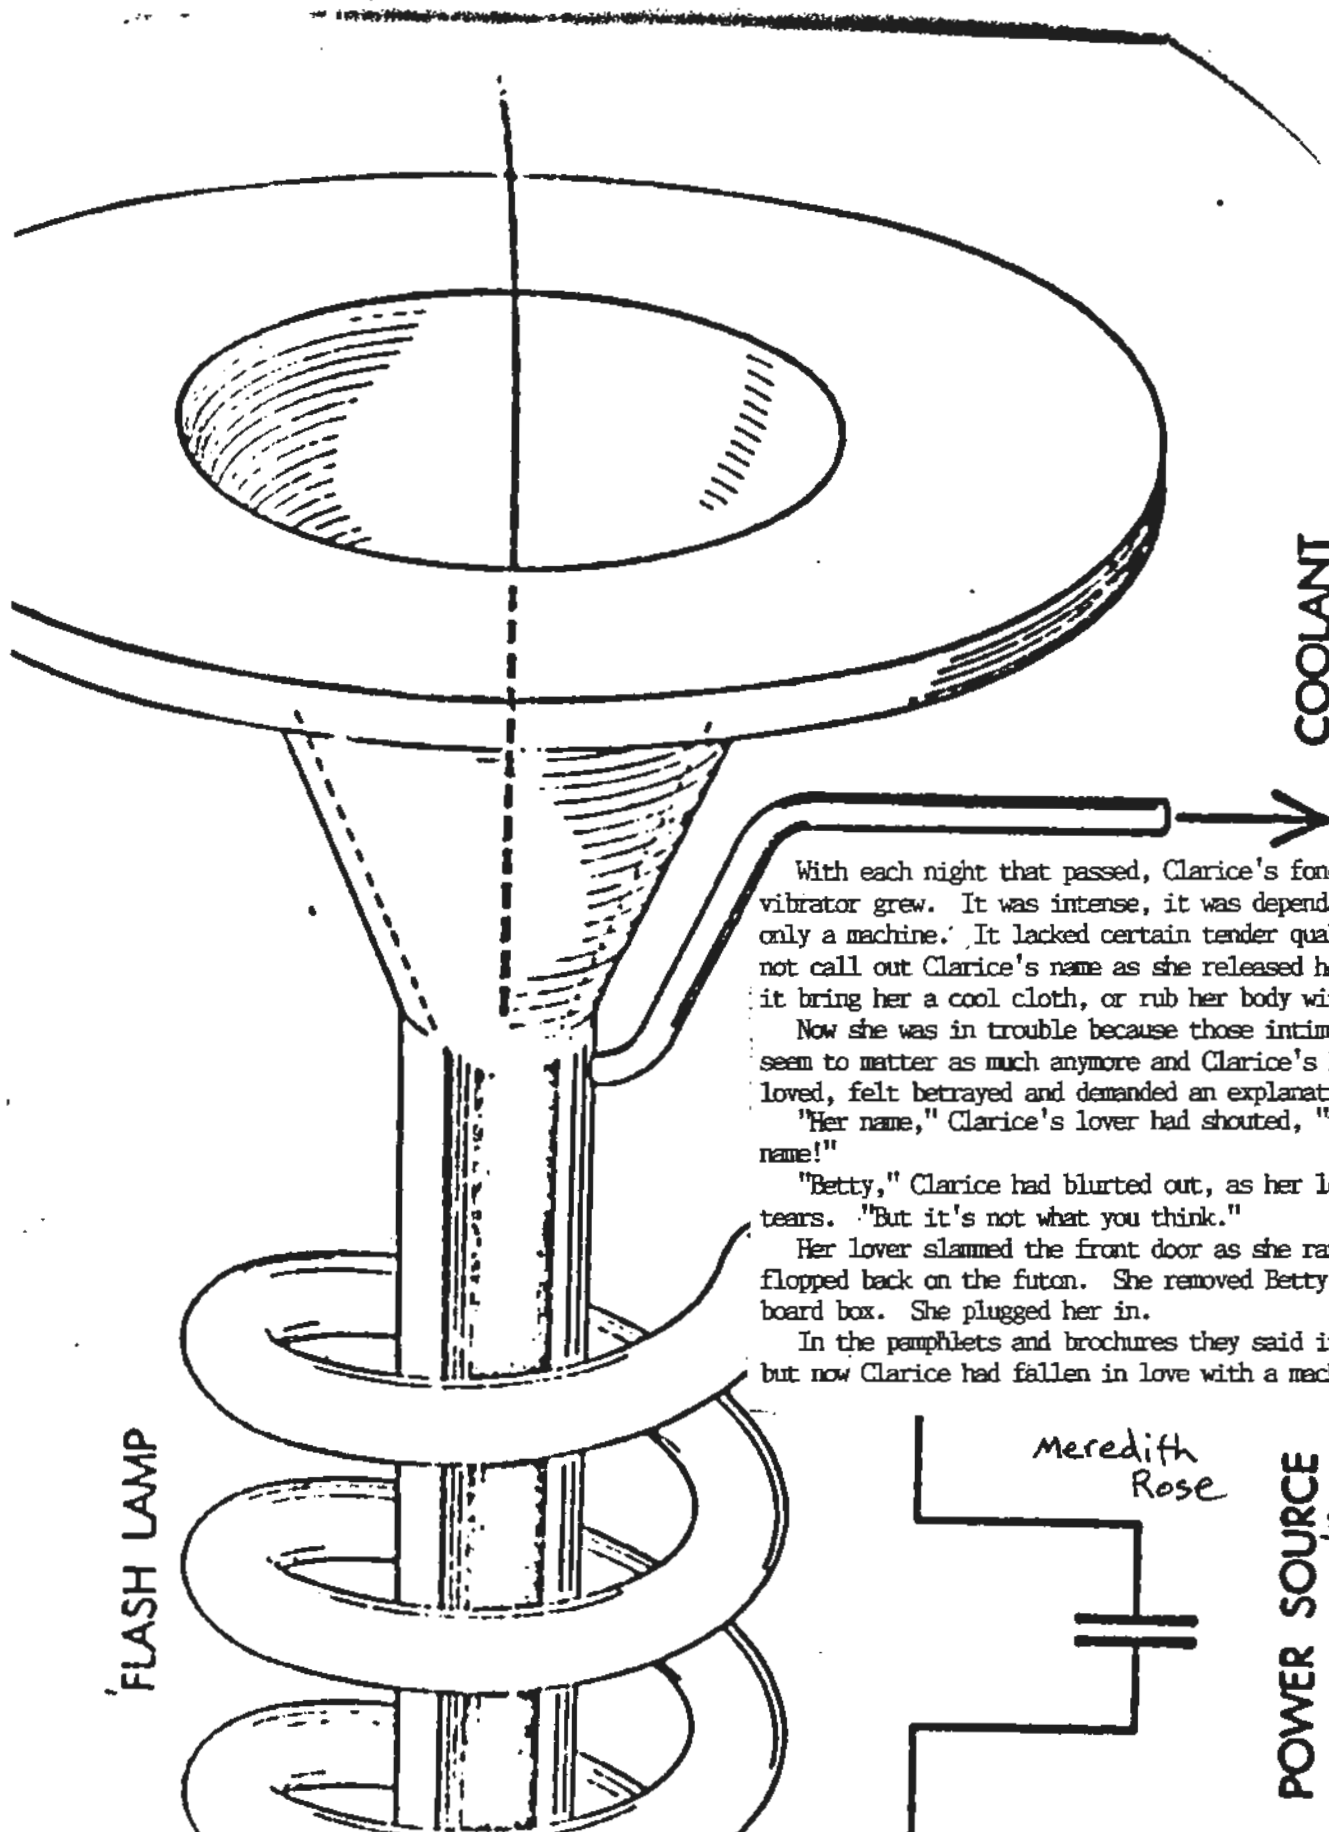 COOLANT
With each night that passed, Clarice's fon
vibrator grew. It was intense, it was depend
only a machine. It lacked certain tender qua
not call out Clarice's name as she released h
it bring her a cool cloth, or rub her body wi
Now she was in trouble because those intim
seem to matter as much anymore and Clarice's
loved, felt betrayed and demanded an explanat
"Her name," Clarice's lover had shouted, "
name!"
"Betty," Clarice had blurted out, as her l
tears. "But it's not what you think."
Her lover slammed the front door as she ra
flopped back on the futon. She removed Betty
board box. She plugged her in.
In the pamphlets and brochures they said i
but now Clarice had fallen in love with a mac
Meredith
Rose
FLASH LAMP
POWER SOURCE